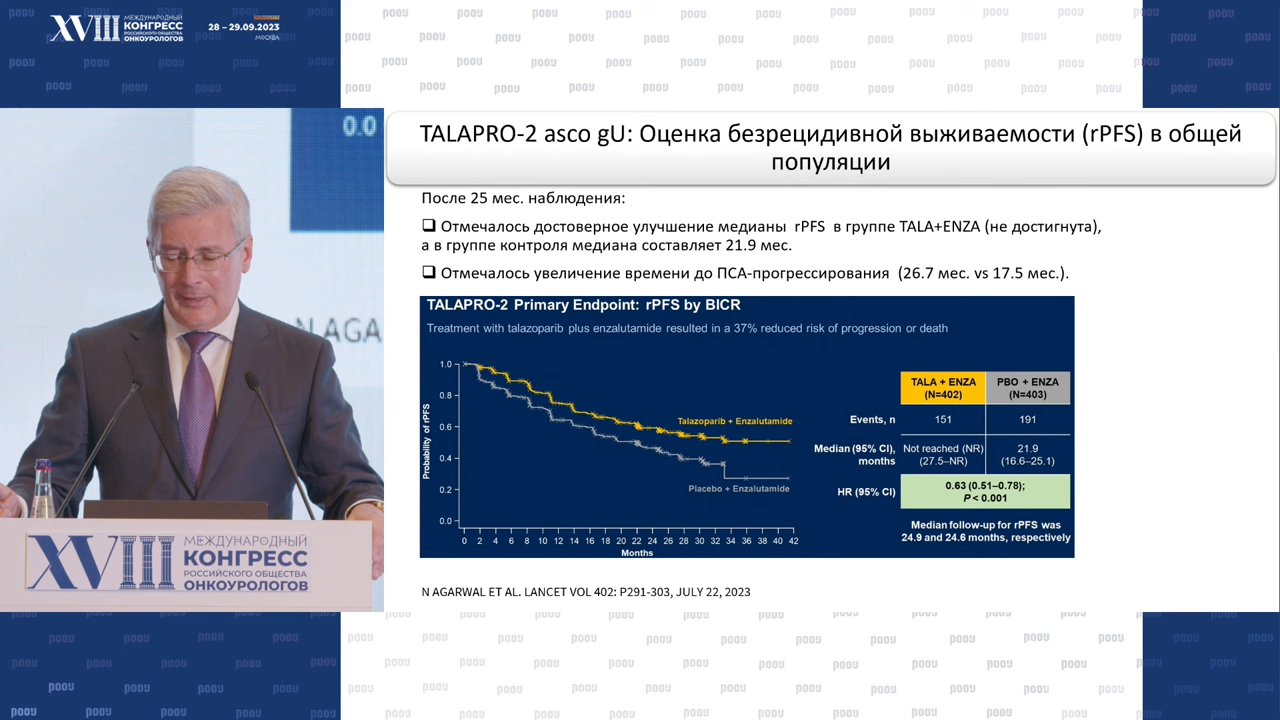 XVIII МЕЖДУНАРОДНЫЙ
КОНГРЕСС
РОССИЙСКОГО ОБЩЕСТВА
ОНКОУРОЛОГОВ
28 – 29.09.2023
МОСКВА
0.0
N AGA
TALAPRO-2 asco gU: Оценка безрецидивной выживаемости (rPFS) в общей
популяции
После 25 мес. наблюдения:
❑ Отмечалось достоверное улучшение медианы rPFS в группе TALA+ENZA (не достигнута),
а в группе контроля медиана составляет 21.9 мес.
❑ Отмечалось увеличение времени до ПСА-прогрессирования (26.7 мес. vs 17.5 мес.).
TALAPRO-2 Primary Endpoint: rPFS by BICR
Treatment with talazoparib plus enzalutamide resulted in a 37% reduced risk of progression or death
Probability of rPFS
1.0
0.8
0.6
0.4
0.2
0.0
Talazoparib + Enzalutamide
Placebo + Enzalutamide
0 2 4 6 8 10 12 14 16 18 20 22 24 26 28 30 32 34 36 38 40 42
Months
TALA + ENZA PBO + ENZA
(N=402) (N=403)
Events, n 151 191
Median (95% CI), Not reached (NR) 21.9
months (27.5–NR) (16.6–25.1)
HR (95% CI) 0.63 (0.51–0.78);
P < 0.001
Median follow-up for rPFS was
24.9 and 24.6 months, respectively
N AGARWAL ET AL. LANCET VOL 402: P291-303, JULY 22, 2023
XVIII МЕЖДУНАРОДНЫЙ
КОНГРЕСС
РОССИЙСКОГО ОБЩЕСТВА
ОНКОУРОЛОГОВ